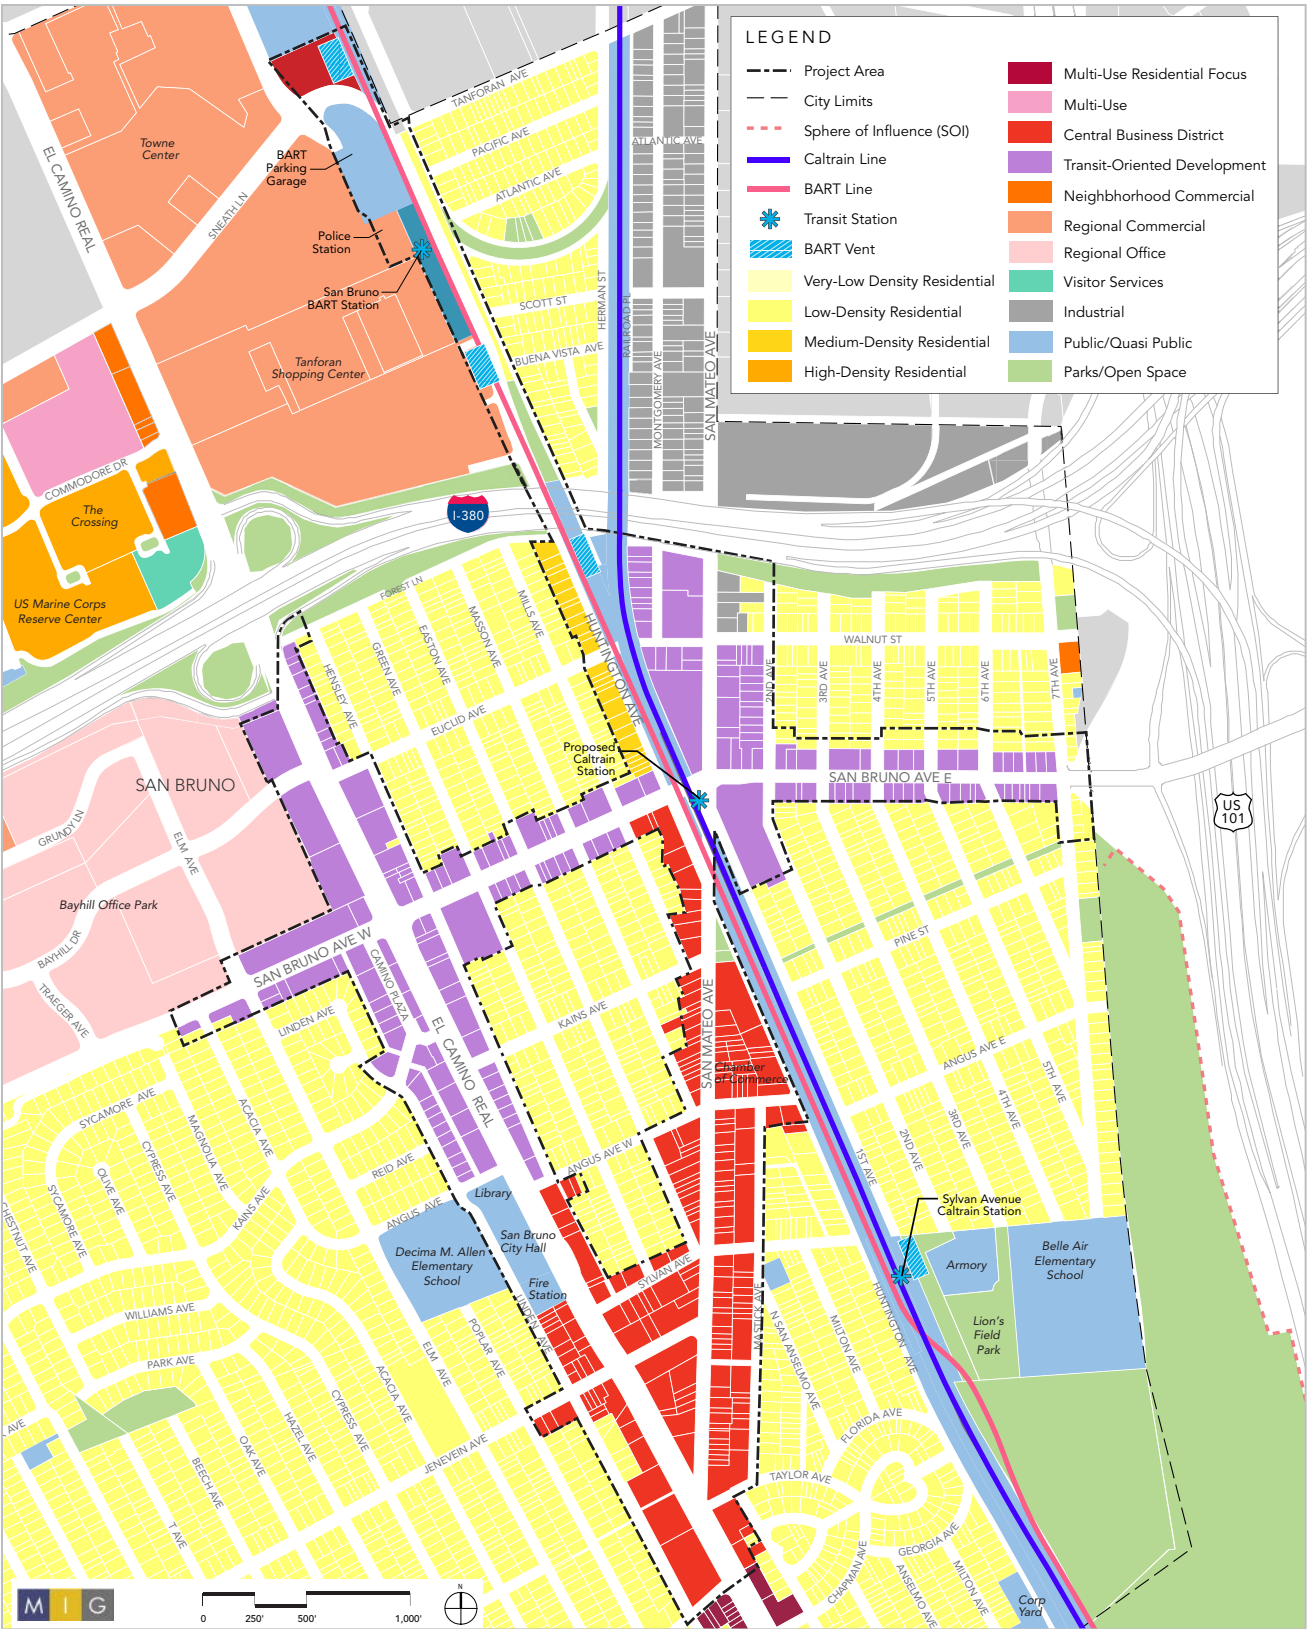 LEGEND
Project Area
City Limits
Sphere of Influence (SOI)
Caltrain Line
BART Line
Transit Station
BART Vent
Very-Low Density Residential
Low-Density Residential
Medium-Density Residential
High-Density Residential
Multi-Use Residential Focus
Multi-Use
Central Business District
Transit-Oriented Development
Neighbhorhood Commercial
Regional Commercial
Regional Office
Visitor Services
Industrial
Public/Quasi Public
Parks/Open Space
TANFORAN AVE
PACIFIC AVE
ATLANTIC AVE
ATLANTIC AVE
Towne
Center
EL CAMINO REAL
SNEATH LN
BART
Parking
Garage
Police
Station
San Bruno
BART Station
SCOTT ST
HERMAN ST
RAILROAD PL
BUENA VISTA AVE
MONTGOMERY AVE
SAN MATEO AVE
Tanforan
Shopping Center
COMMODORE DR
The
Crossing
I-380
US Marine Corps
Reserve Center
FOREST LN
HENSLEY AVE
GREEN AVE
EASTON AVE
MASSON AVE
MILLS AVE
HUNTINGTON AVE
EUCLID AVE
WALNUT ST
2ND AVE
3RD AVE
4TH AVE
5TH AVE
6TH AVE
7TH AVE
Proposed
Caltrain
Station
SAN BRUNO AVE E
US
101
SAN BRUNO
GRUNDY LN
ELM AVE
Bayhill Office Park
BAYHILL DR
TRAEGER AVE
SAN BRUNO AVE W
CAMINO PLAZA
LINDEN AVE
EL CAMINO REAL
KAINS AVE
SAN MATEO AVE
PINE ST
Chamber
of Commerce
ANGUS AVE E
5TH AVE
4TH AVE
3RD AVE
2ND AVE
1ST AVE
SYCAMORE AVE
ACACIA AVE
MAGNOLIA AVE
CYPRESS AVE
OLIVE AVE
SYCAMORE AVE
CHESTNUT AVE
KAINS AVE
REID AVE
ANGUS AVE
ANGUS AVE W
Library
San Bruno
City Hall
Decima M. Allen
Elementary
School
Fire
Station
LINDEN AVE
SYLVAN AVE
MASTICK AVE
Sylvan Avenue
Caltrain Station
Armory
Belle Air
Elementary
School
Lion's
Field
Park
HUNTINGTON AVE
WILLIAMS AVE
PARK AVE
ELM AVE
POPLAR AVE
ACACIA AVE
CYPRESS AVE
HAZEL AVE
OAK AVE
BEECH AVE
T AVE
AVE
JENEVEIN AVE
N SAN ANSELMO AVE
MILTON AVE
FLORIDA AVE
TAYLOR AVE
GEORGIA AVE
CHAPMAN AVE
ANSELMO AVE
MILTON AVE
Corp
Yard
M I G
0 250' 500' 1,000'
N